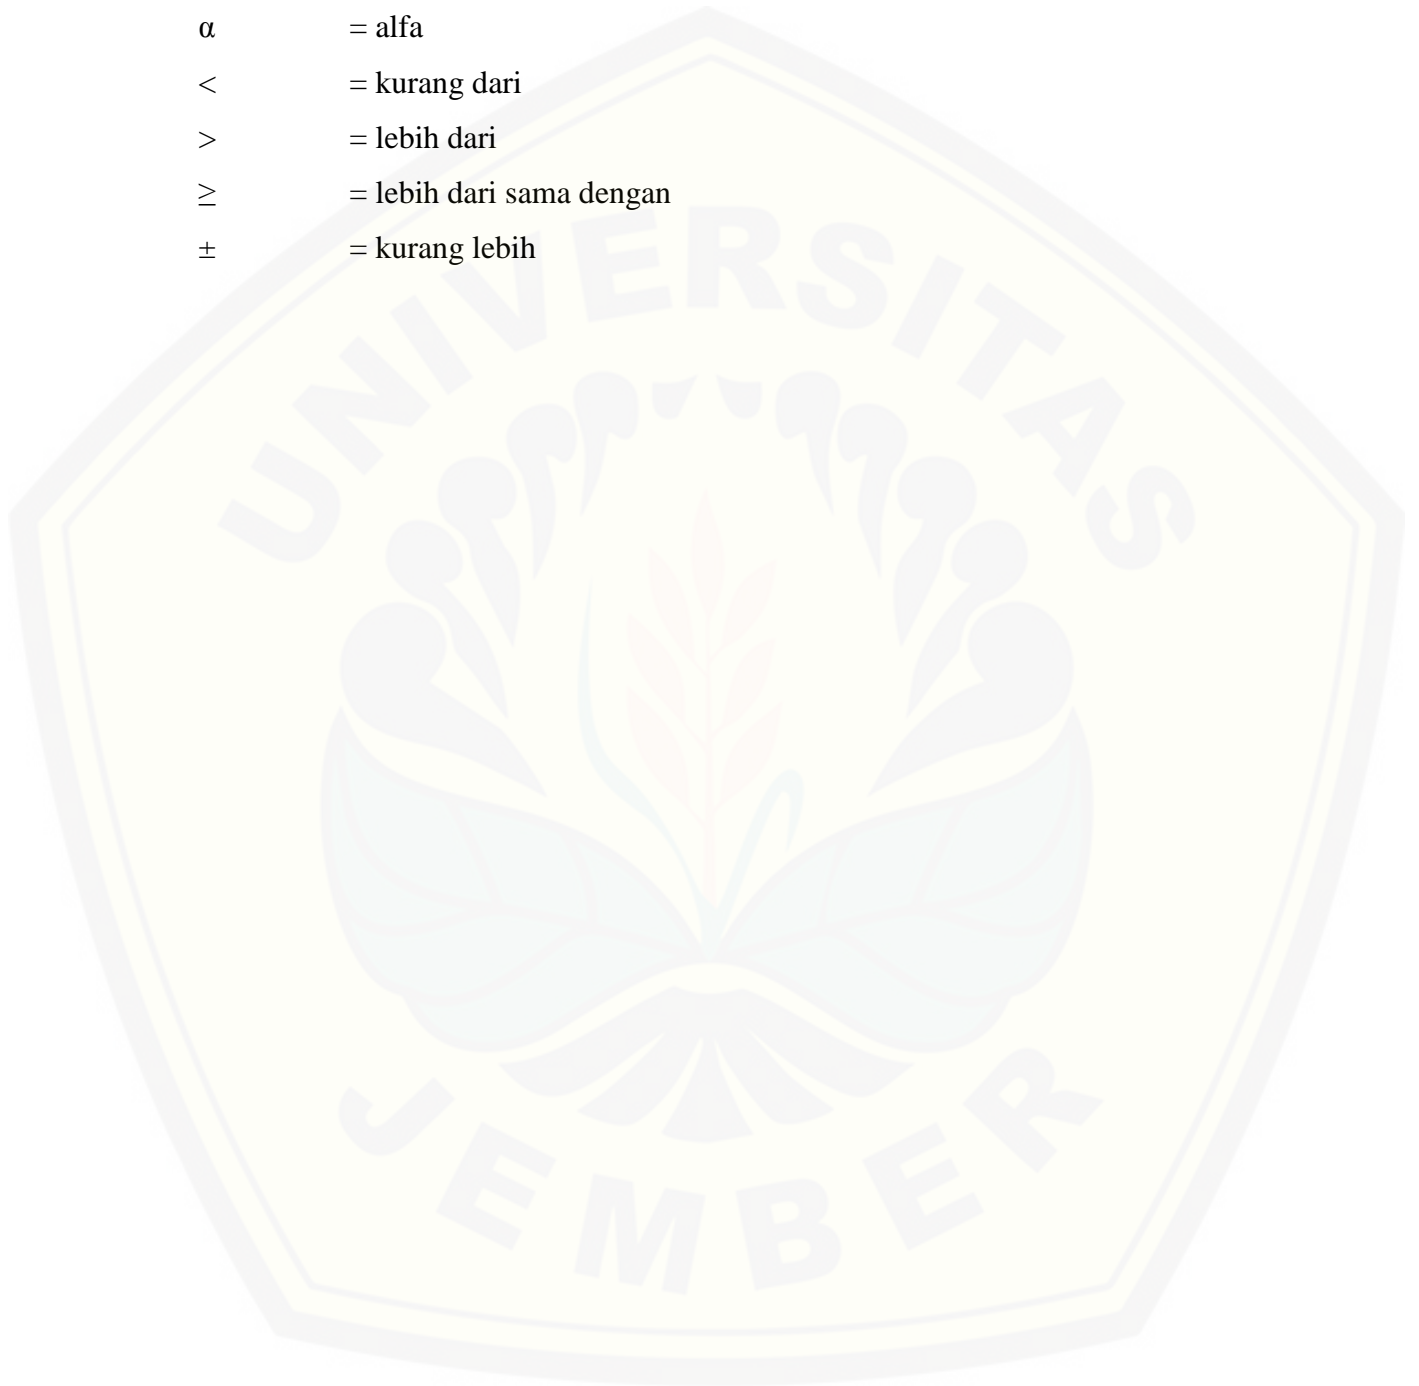 α = alfa
< = kurang dari
> = lebih dari
≥ = lebih dari sama dengan
± = kurang lebih
UNIVERSITAS
JEMBER